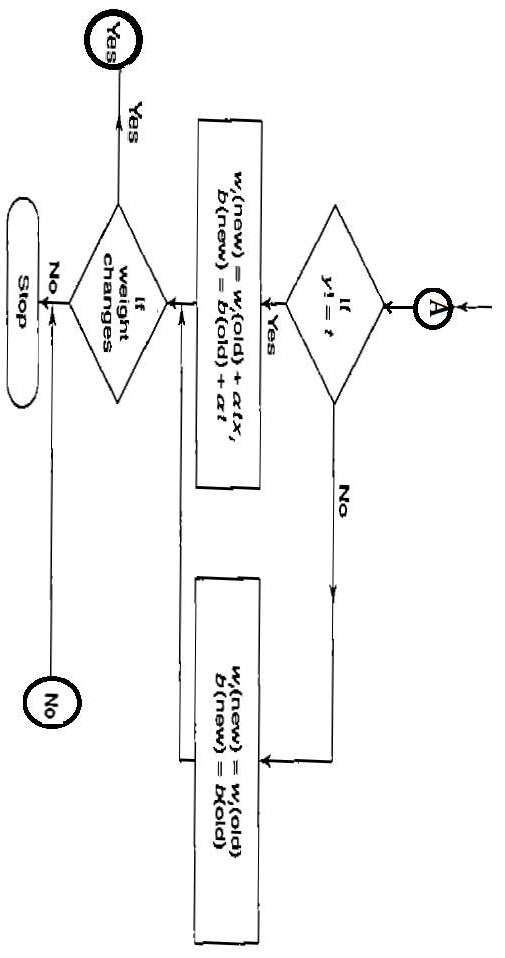 A
If
y! = t
No
Yes
wᵢ(new) = wᵢ(old) + αtxᵢ
b(new) = b(old) + αt
wᵢ(new) = wᵢ(old)
b(new) = b(old)
If
weight
changes
Yes
Yes
No
Stop
No